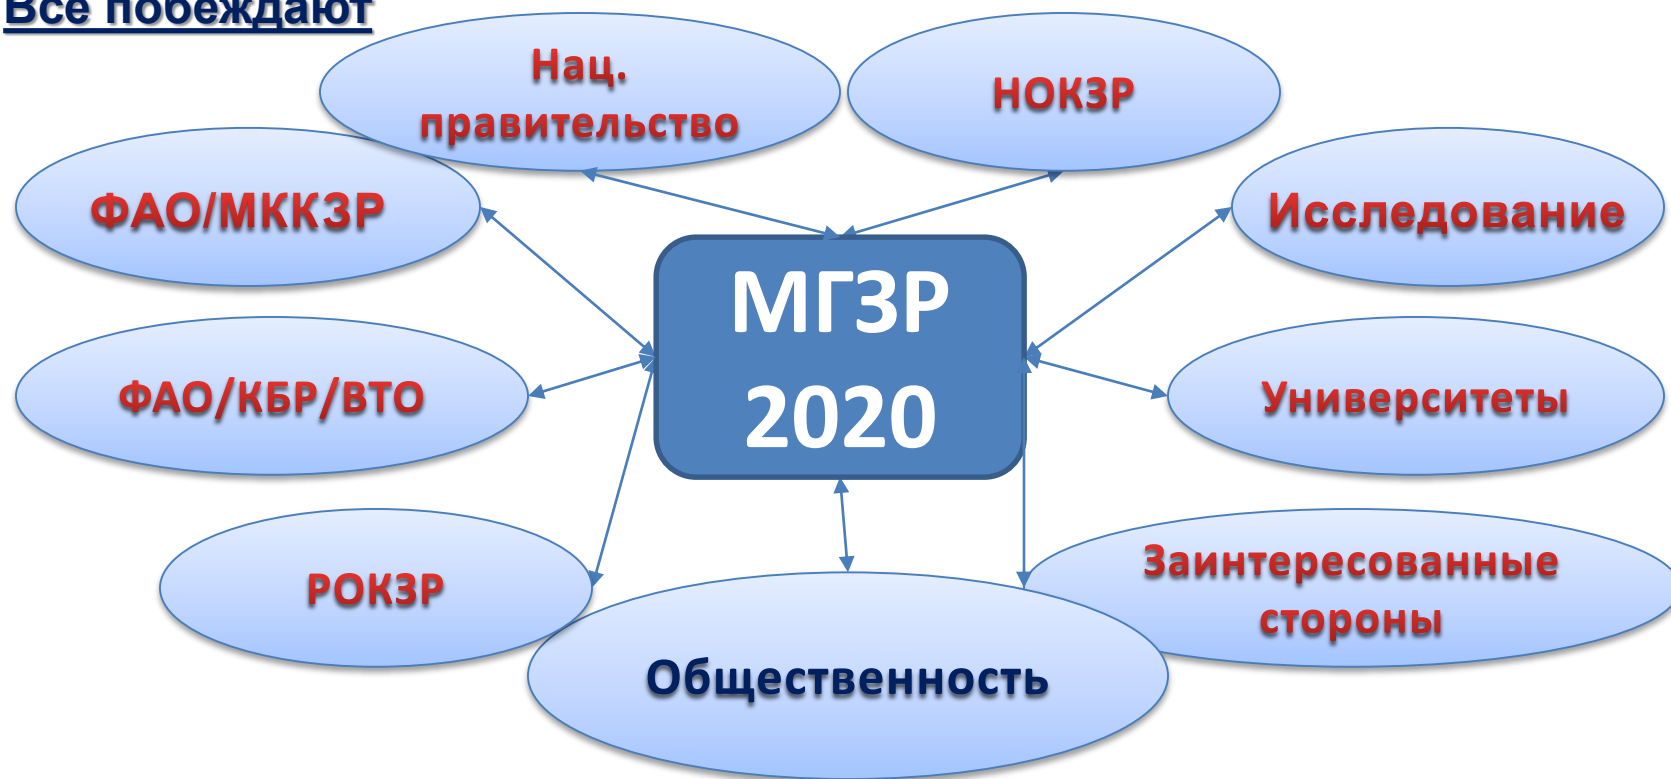 Все побеждают
Нац.
правительство
НОКЗР
ФАО/МККЗР
Исследование
МГЗР
2020
ФАО/КБР/ВТО
Университеты
РОКЗР
Заинтересованные
стороны
Общественность